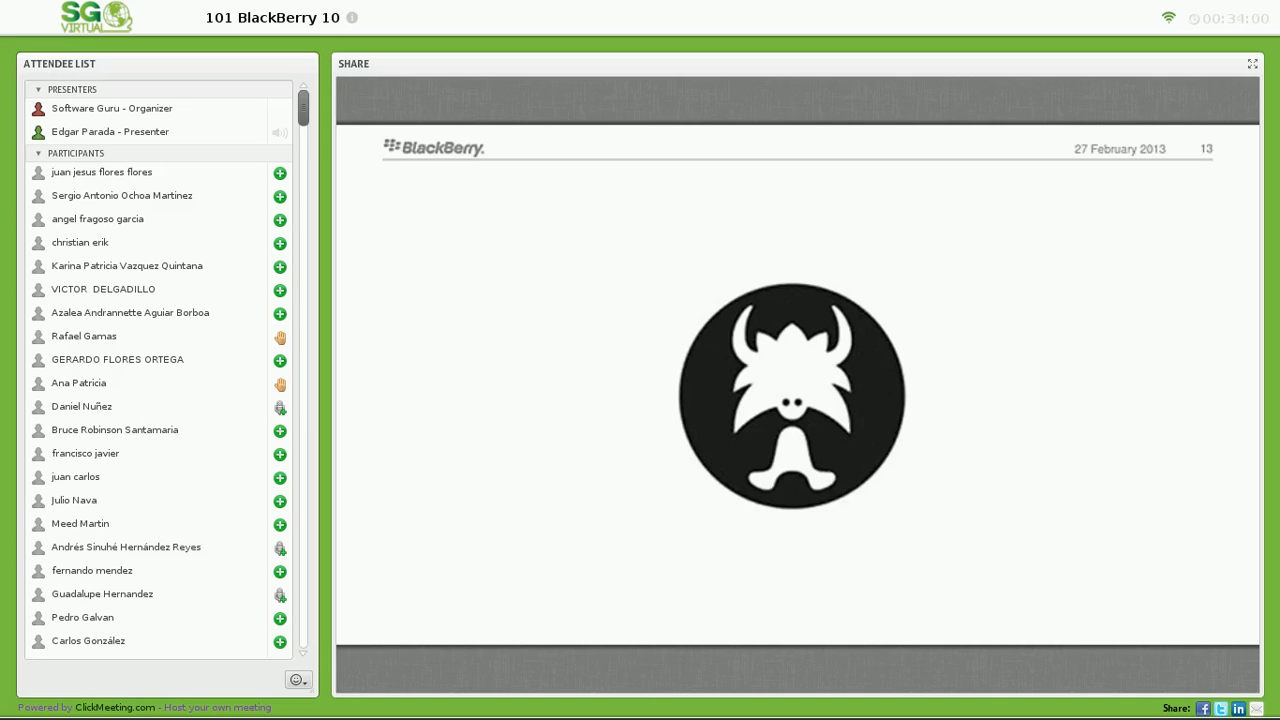 SG
VIRTUAL
101 BlackBerry 10
00:34:00
ATTENDEE LIST
PRESENTERS
Software Guru - Organizer
Edgar Parada - Presenter
PARTICIPANTS
juan jesus flores flores
Sergio Antonio Ochoa Martinez
angel fragoso garcia
christian erik
Karina Patricia Vazquez Quintana
VICTOR DELGADILLO
Azalea Andrannette Aguiar Borboa
Rafael Gamas
GERARDO FLORES ORTEGA
Ana Patricia
Daniel Nuñez
Bruce Robinson Santamaria
francisco javier
juan carlos
Julio Nava
Meed Martin
Andrés Sinuhé Hernández Reyes
fernando mendez
Guadalupe Hernandez
Pedro Galvan
Carlos González
SHARE
BlackBerry.
27 February 2013 13
Powered by ClickMeeting.com - Host your own meeting
Share: